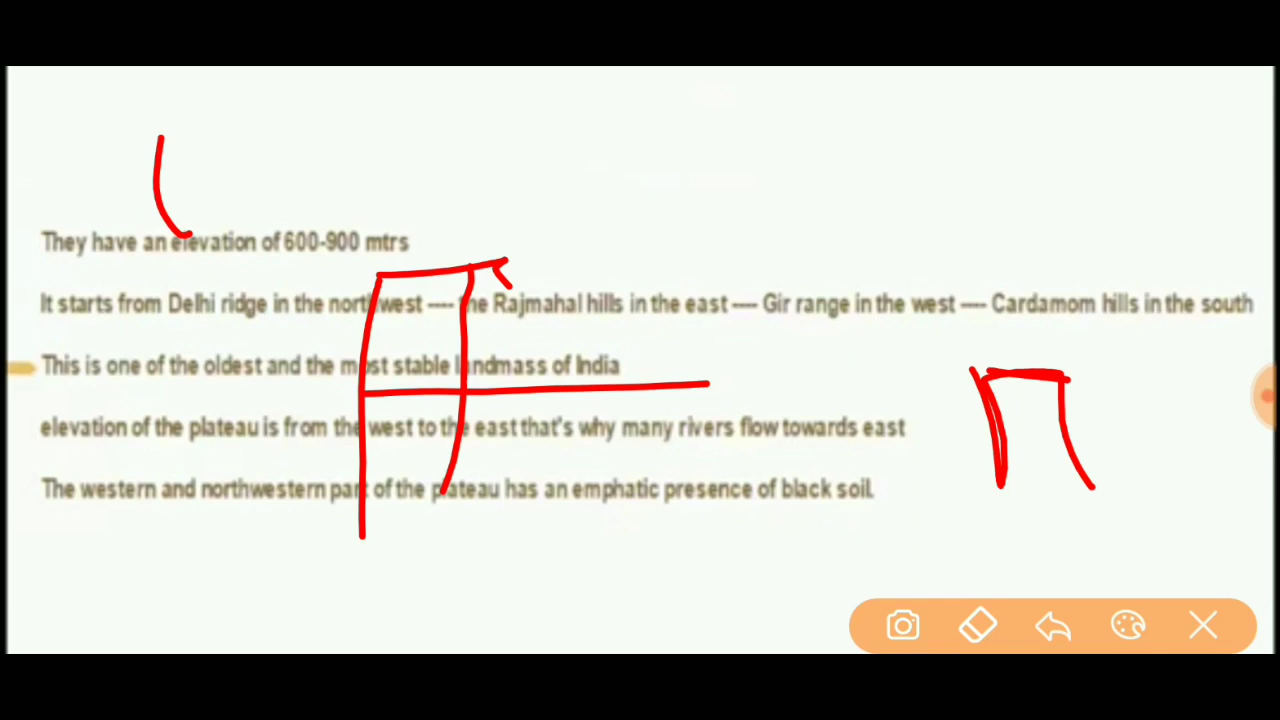 They have an elevation of 600-900 mtrs
It starts from Delhi ridge in the northwest ---- the Rajmahal hills in the east ---- Gir range in the west ---- Cardamom hills in the south
This is one of the oldest and the most stable landmass of India
elevation of the plateau is from the west to the east that's why many rivers flow towards east
The western and northwestern part of the plateau has an emphatic presence of black soil.